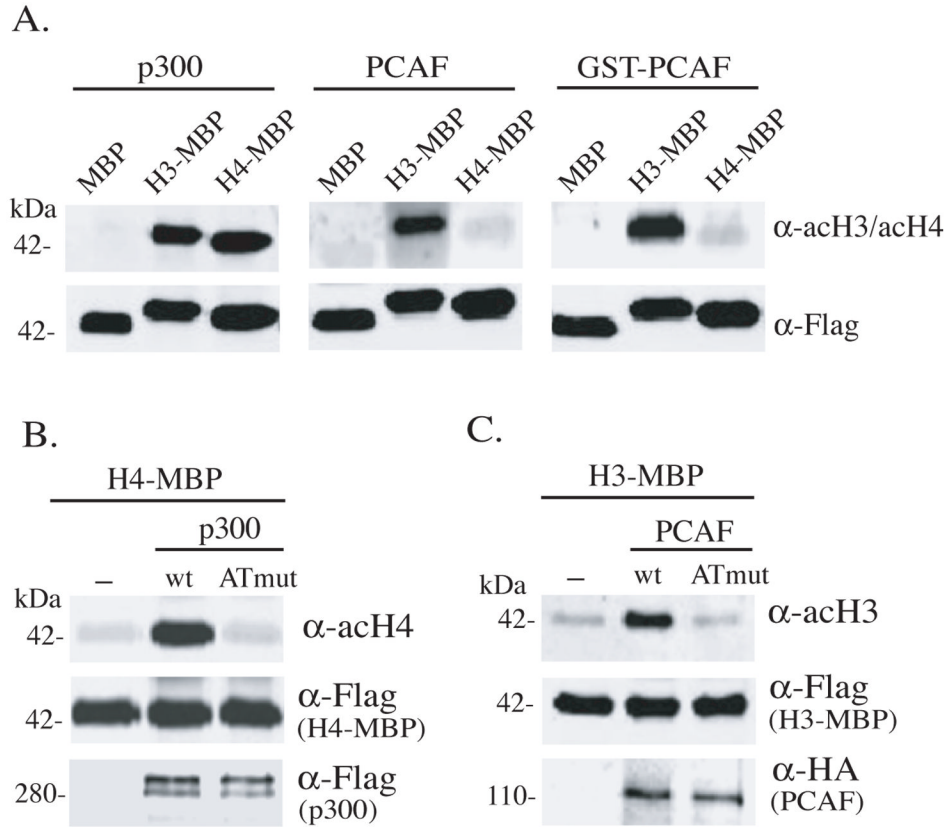 A.
p300 PCAF GST-PCAF
MBP H3-MBP H4-MBP MBP H3-MBP H4-MBP MBP H3-MBP H4-MBP
kDa
42- α-acH3/acH4
42- α-Flag
B.
H4-MBP
p300
– wt ATmut
kDa
42- α-acH4
42- α-Flag
(H4-MBP)
280- α-Flag
(p300)
C.
H3-MBP
PCAF
– wt ATmut
kDa
42- α-acH3
42- α-Flag
(H3-MBP)
110- α-HA
(PCAF)